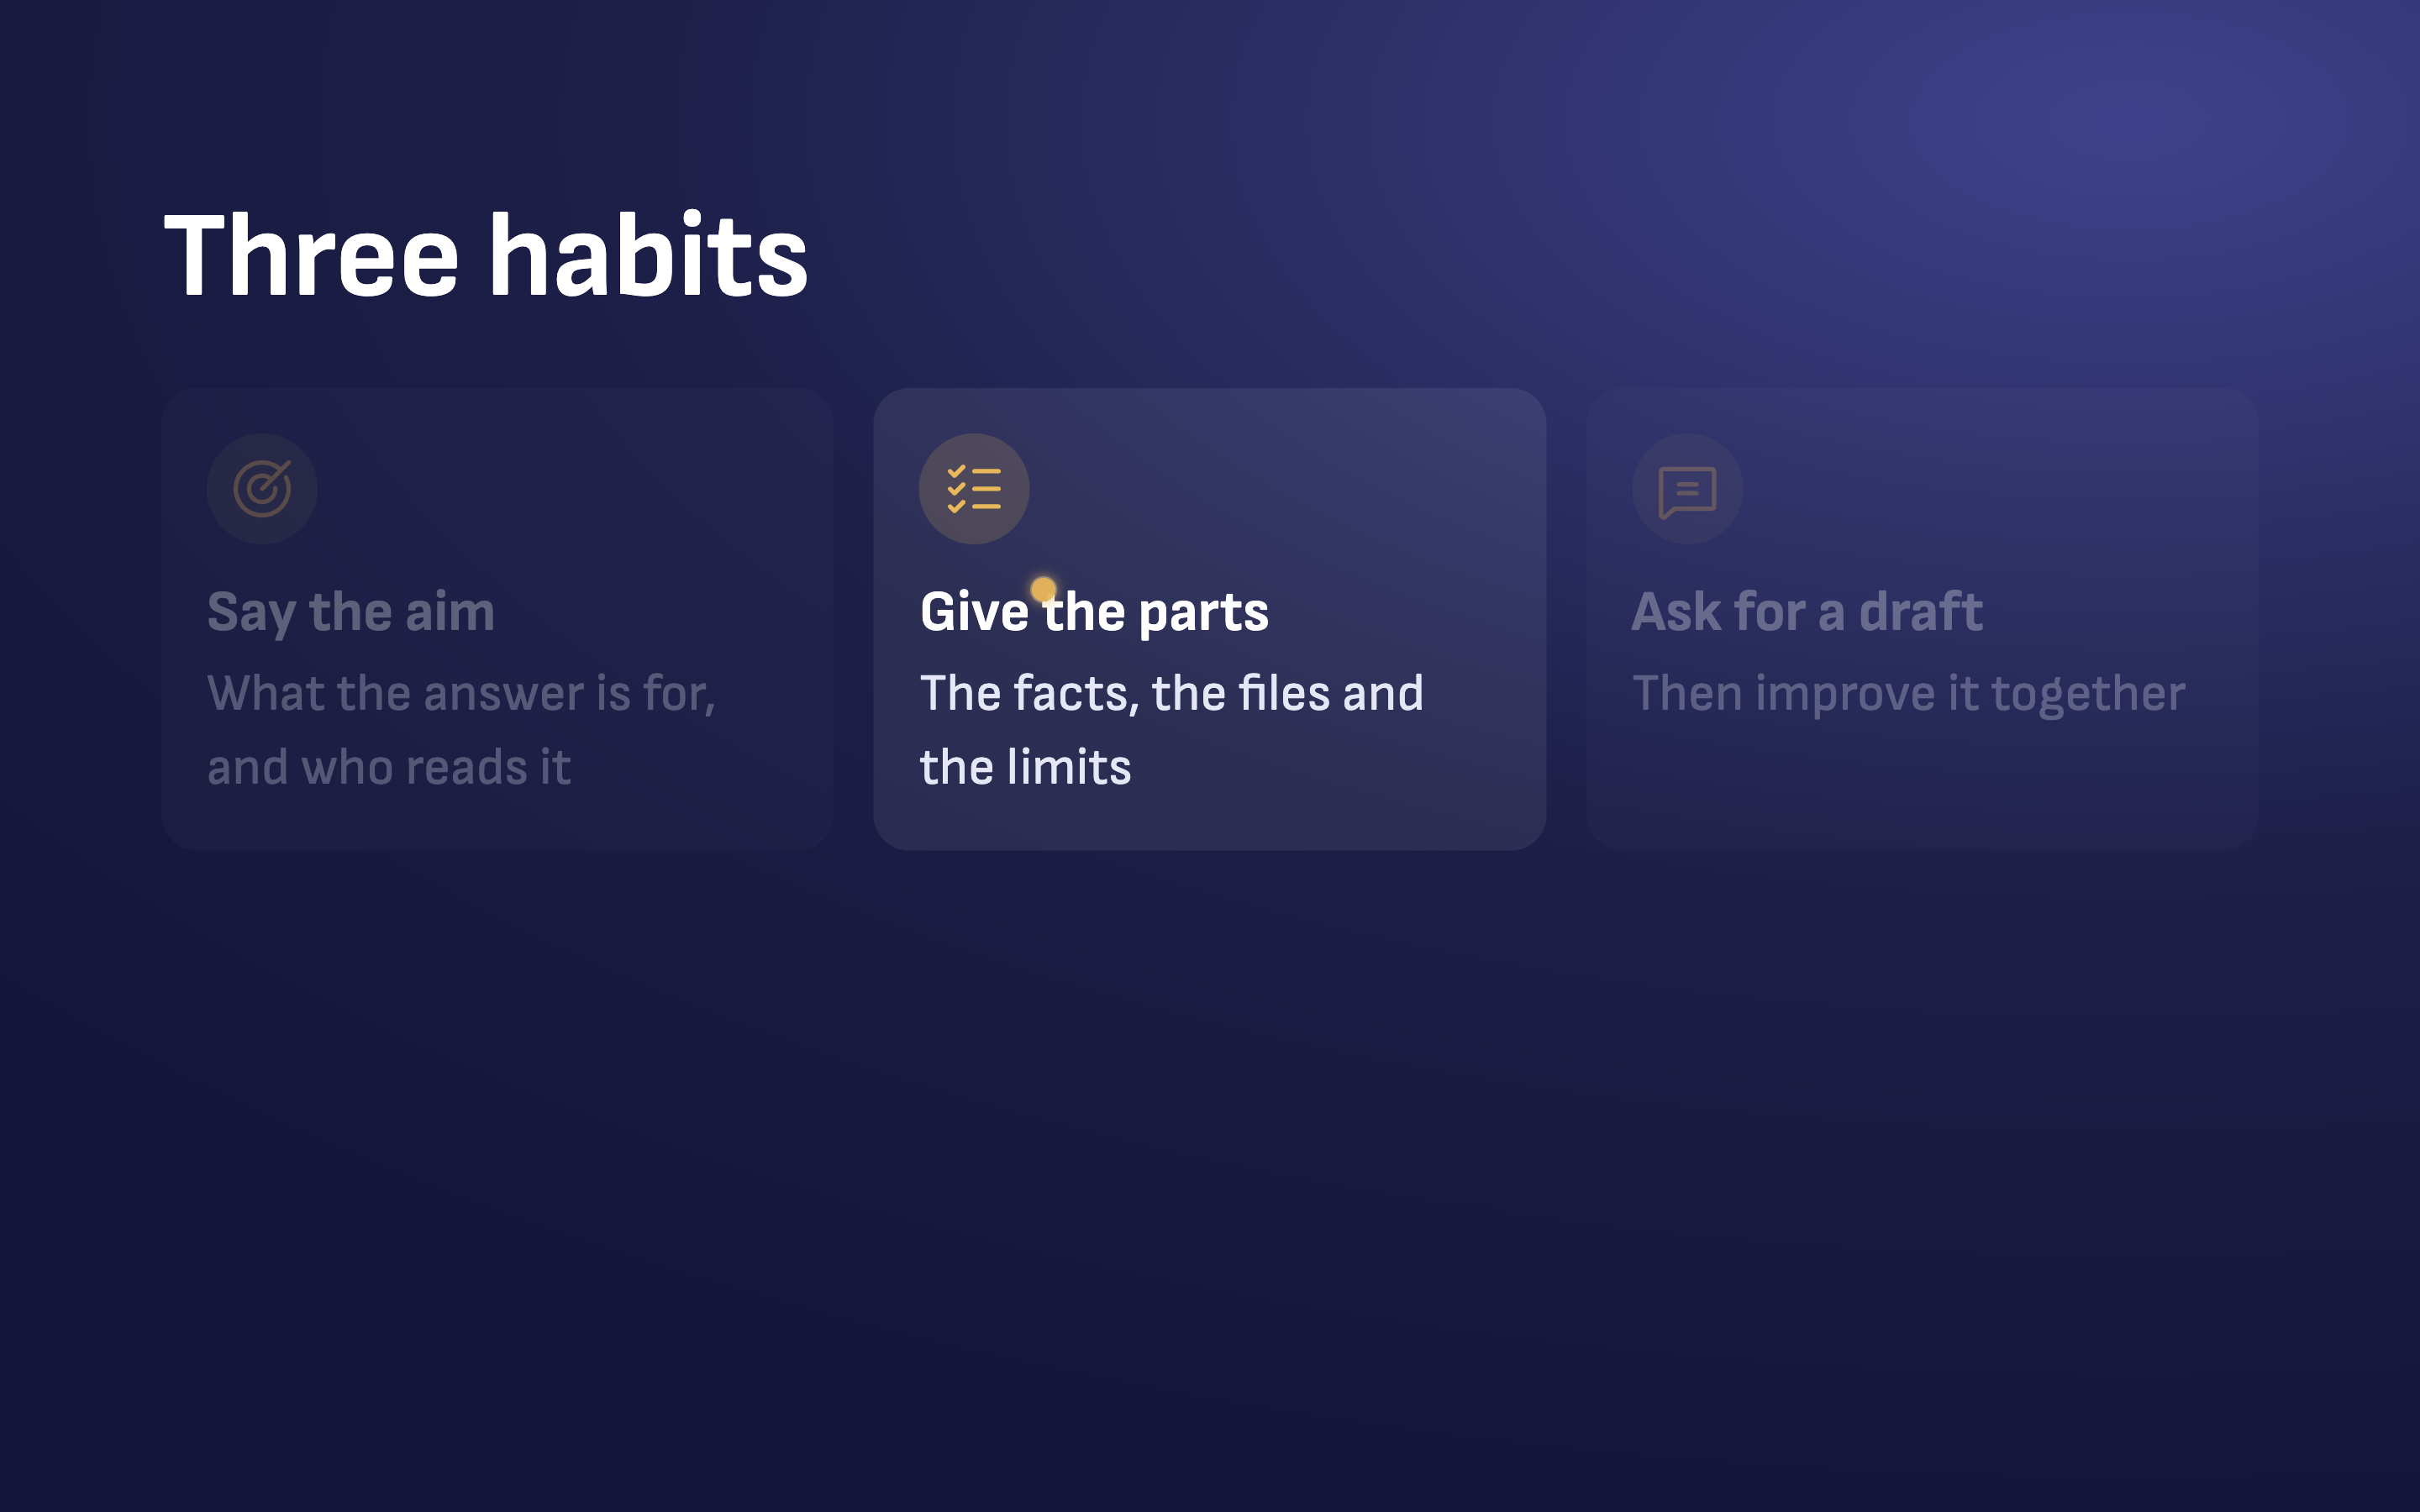 Three habits
Say the aim
What the answer is for,
and who reads it
Give the parts
The facts, the files and
the limits
Ask for a draft
Then improve it together